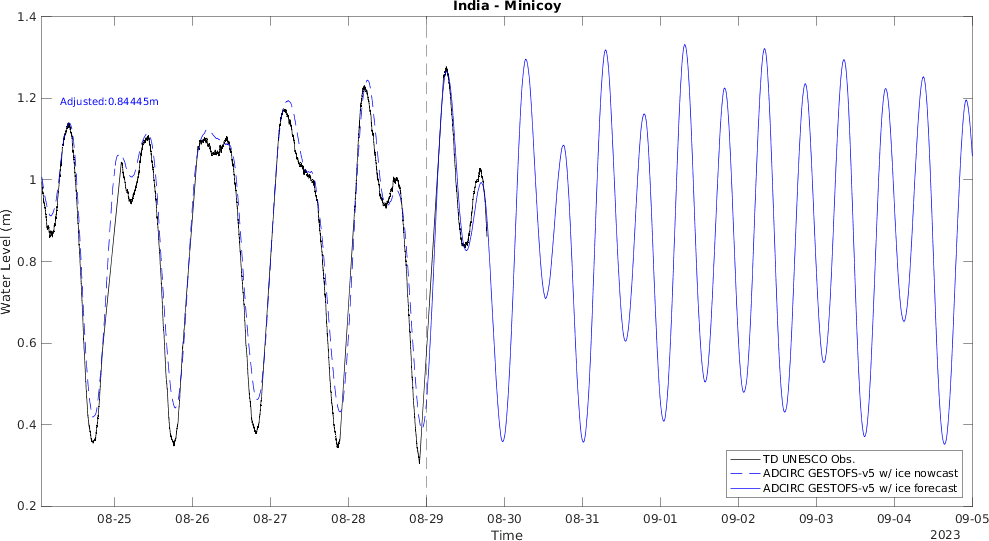 India - Minicoy
1.4
1.2
1
0.8
0.6
0.4
0.2
Water Level (m)
Adjusted:0.84445m
TD UNESCO Obs.
ADCIRC GESTOFS-v5 w/ ice nowcast
ADCIRC GESTOFS-v5 w/ ice forecast
08-25 08-26 08-27 08-28 08-29 08-30 08-31 09-01 09-02 09-03 09-04 09-05
Time
2023